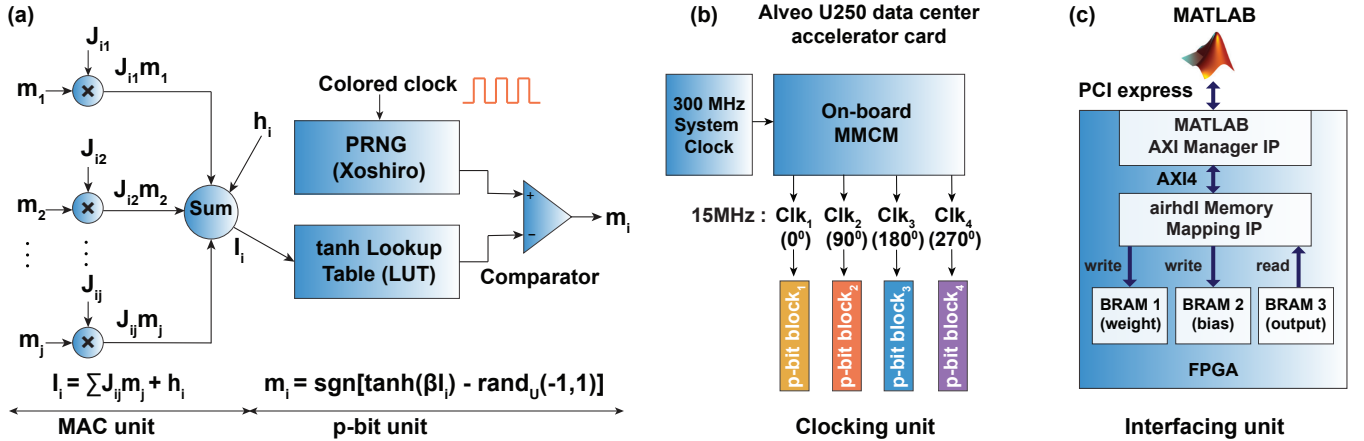 (a)
J_i1
m_1
×
J_i1m_1
J_i2
m_2
×
J_i2m_2
J_ij
m_j
×
J_ijm_j
h_i
Sum
I_i
Colored clock
PRNG
(Xoshiro)
tanh Lookup
Table (LUT)
+
−
Comparator
m_i
I_i = ∑J_ijm_j + h_i
m_i = sgn[tanh(βI_i) - rand_U(-1,1)]
MAC unit
p-bit unit
(b)
Alveo U250 data center
accelerator card
300 MHz
System
Clock
On-board
MMCM
15MHz : Clk_1 Clk_2 Clk_3 Clk_4
(0⁰) (90⁰) (180⁰) (270⁰)
p-bit block_1
p-bit block_2
p-bit block_3
p-bit block_4
Clocking unit
(c)
MATLAB
PCI express
MATLAB
AXI Manager IP
AXI4
airhdl Memory
Mapping IP
write write read
BRAM 1
(weight)
BRAM 2
(bias)
BRAM 3
(output)
FPGA
Interfacing unit